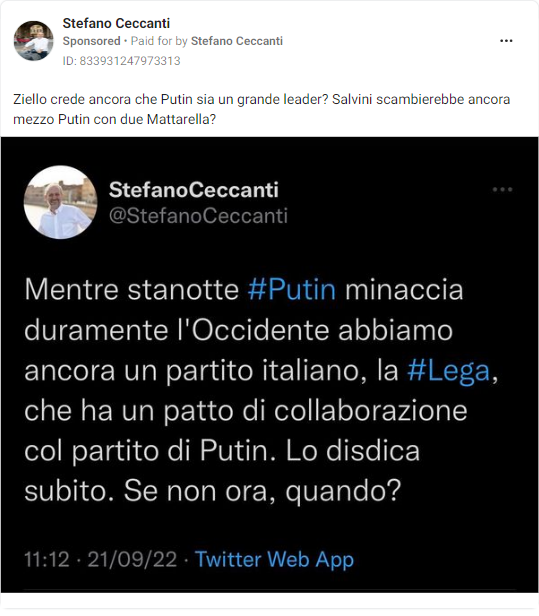 Stefano Ceccanti
Sponsored • Paid for by Stefano Ceccanti
ID: 833931247973313
Ziello crede ancora che Putin sia un grande leader? Salvini scambierebbe ancora
mezzo Putin con due Mattarella?
StefanoCeccanti
@StefanoCeccanti
Mentre stanotte #Putin minaccia
duramente l'Occidente abbiamo
ancora un partito italiano, la #Lega,
che ha un patto di collaborazione
col partito di Putin. Lo disdica
subito. Se non ora, quando?
11:12 · 21/09/22 · Twitter Web App